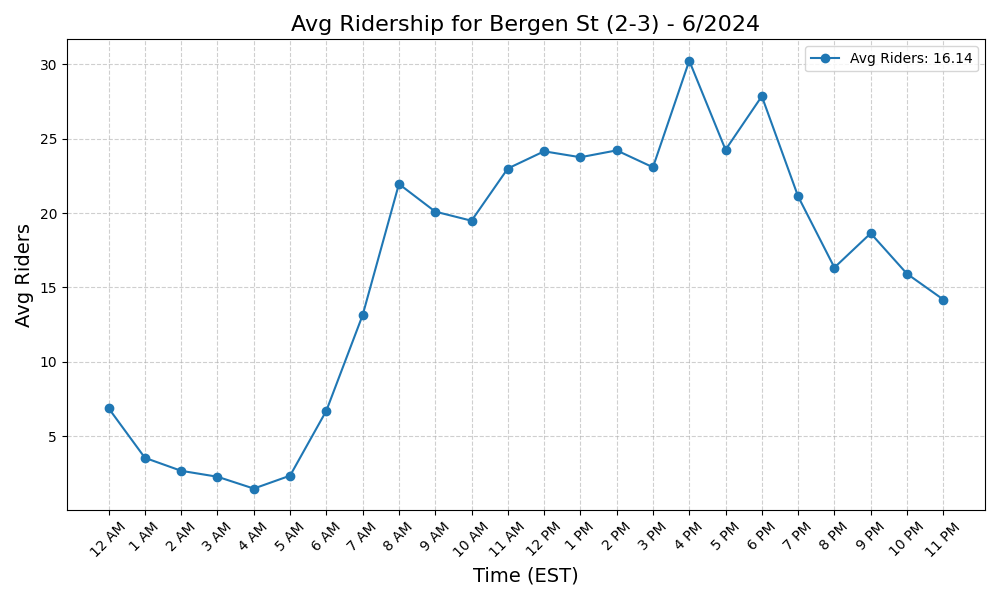 Avg Ridership for Bergen St (2-3) - 6/2024
Avg Riders: 16.14
30
25
20
15
10
5
Avg Riders
12 AM
1 AM
2 AM
3 AM
4 AM
5 AM
6 AM
7 AM
8 AM
9 AM
10 AM
11 AM
12 PM
1 PM
2 PM
3 PM
4 PM
5 PM
6 PM
7 PM
8 PM
9 PM
10 PM
11 PM
Time (EST)